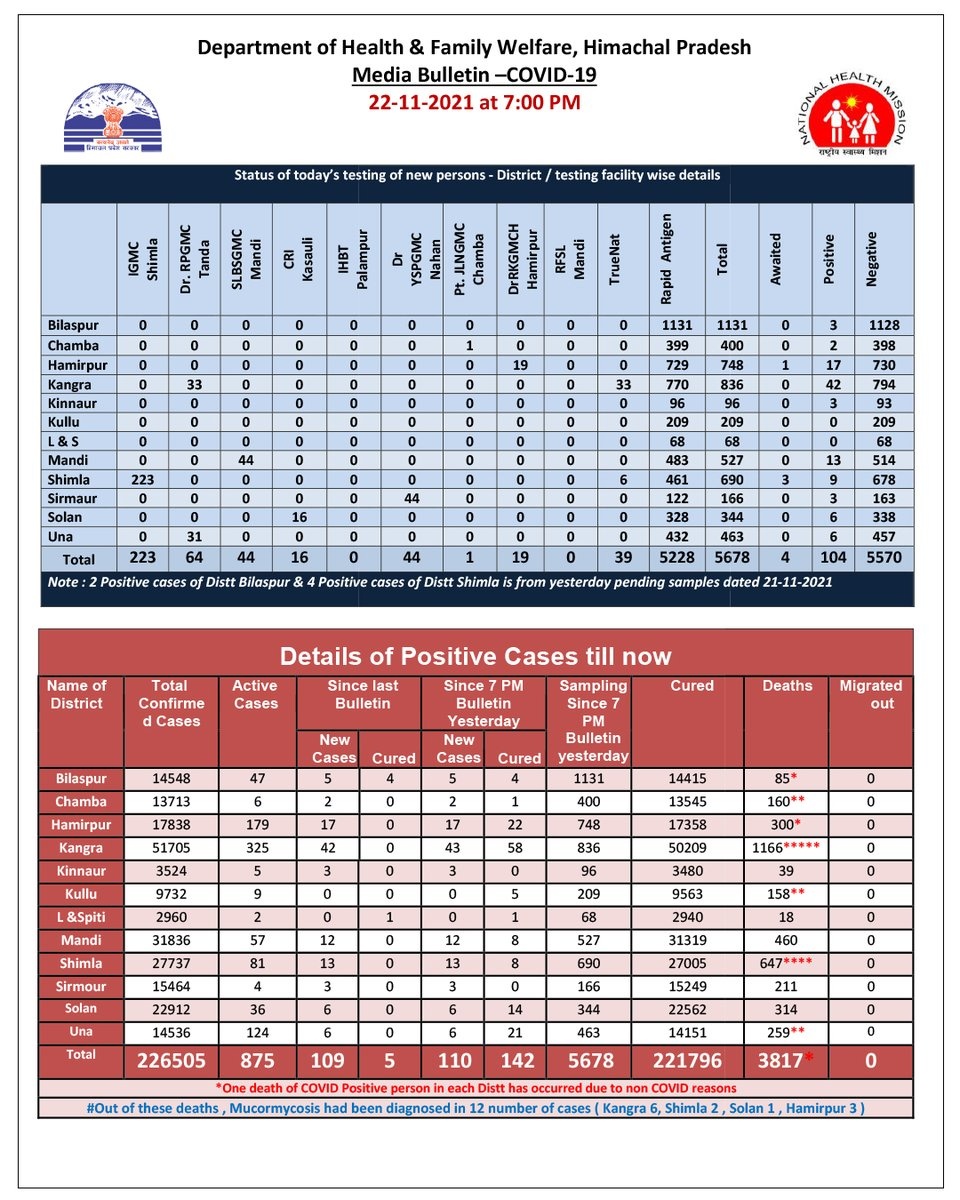 Department of Health & Family Welfare, Himachal Pradesh
Media Bulletin –COVID-19
22-11-2021 at 7:00 PM
NATIONAL HEALTH MISSION
राष्ट्रीय स्वास्थ्य मिशन
हिमाचल प्रदेश सरकार
Status of today's testing of new persons - District / testing facility wise details
IGMC Shimla Dr. RPGMC Tanda SLBSGMC Mandi CRI Kasauli IHBT Palampur Dr YSPGMC Nahan Pt. JLNGMC Chamba DrRKGMCH Hamirpur RFSL Mandi TrueNat Rapid Antigen Total Awaited Positive Negative
Bilaspur 0 0 0 0 0 0 0 0 0 0 1131 1131 0 3 1128
Chamba 0 0 0 0 0 0 1 0 0 0 399 400 0 2 398
Hamirpur 0 0 0 0 0 0 0 19 0 0 729 748 1 17 730
Kangra 0 33 0 0 0 0 0 0 0 33 770 836 0 42 794
Kinnaur 0 0 0 0 0 0 0 0 0 0 96 96 0 3 93
Kullu 0 0 0 0 0 0 0 0 0 0 209 209 0 0 209
L & S 0 0 0 0 0 0 0 0 0 0 68 68 0 0 68
Mandi 0 0 44 0 0 0 0 0 0 0 483 527 0 13 514
Shimla 223 0 0 0 0 0 0 0 0 6 461 690 3 9 678
Sirmaur 0 0 0 0 0 44 0 0 0 0 122 166 0 3 163
Solan 0 0 0 16 0 0 0 0 0 0 328 344 0 6 338
Una 0 31 0 0 0 0 0 0 0 0 432 463 0 6 457
Total 223 64 44 16 0 44 1 19 0 39 5228 5678 4 104 5570
Note : 2 Positive cases of Distt Bilaspur & 4 Positive cases of Distt Shimla is from yesterday pending samples dated 21-11-2021
Details of Positive Cases till now
Name of District Total Confirme d Cases Active Cases Since last Bulletin Since 7 PM Bulletin Yesterday Sampling Since 7 PM Bulletin yesterday Cured Deaths Migrated out
New Cases Cured New Cases Cured
Bilaspur 14548 47 5 4 5 4 1131 14415 85* 0
Chamba 13713 6 2 0 2 1 400 13545 160** 0
Hamirpur 17838 179 17 0 17 22 748 17358 300* 0
Kangra 51705 325 42 0 43 58 836 50209 1166***** 0
Kinnaur 3524 5 3 0 3 0 96 3480 39 0
Kullu 9732 9 0 0 0 5 209 9563 158** 0
L &Spiti 2960 2 0 1 0 1 68 2940 18 0
Mandi 31836 57 12 0 12 8 527 31319 460 0
Shimla 27737 81 13 0 13 8 690 27005 647**** 0
Sirmour 15464 4 3 0 3 0 166 15249 211 0
Solan 22912 36 6 0 6 14 344 22562 314 0
Una 14536 124 6 0 6 21 463 14151 259** 0
Total 226505 875 109 5 110 142 5678 221796 3817* 0
*One death of COVID Positive person in each Distt has occurred due to non COVID reasons
#Out of these deaths , Mucormycosis had been diagnosed in 12 number of cases ( Kangra 6, Shimla 2 , Solan 1 , Hamirpur 3 )